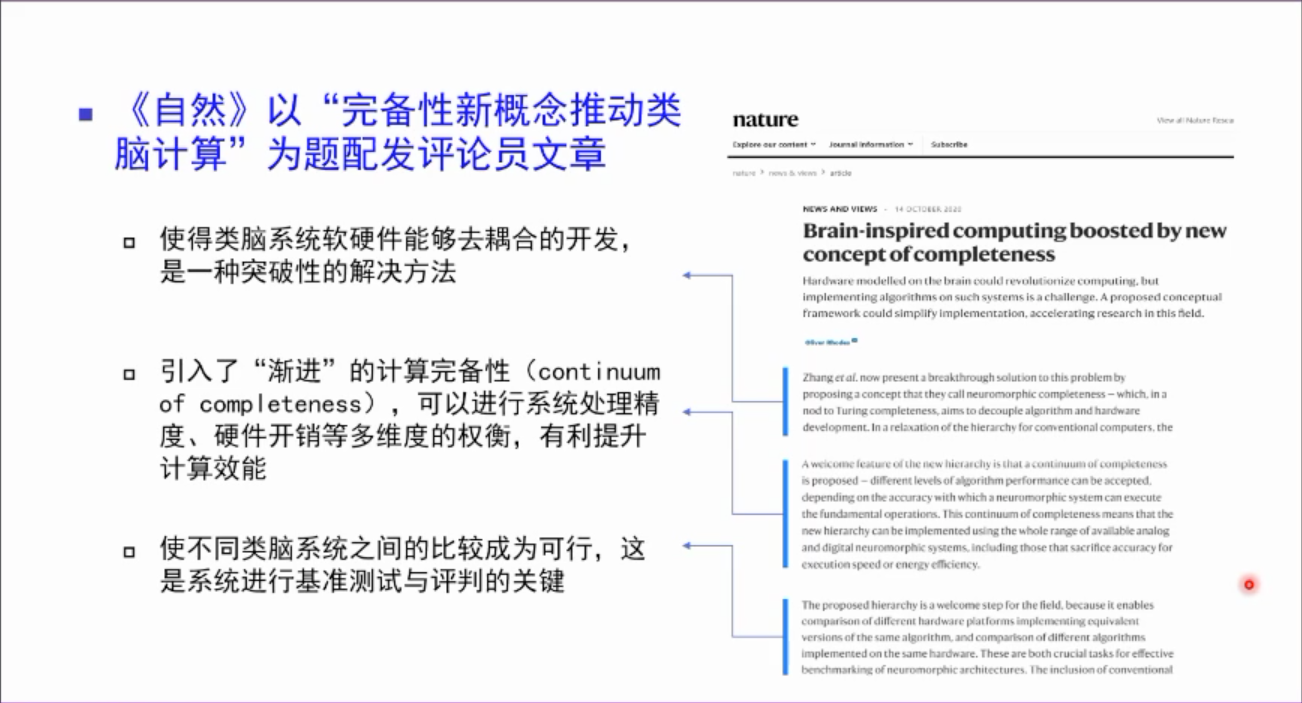 《自然》以“完备性新概念推动类
脑计算”为题配发评论员文章
使得类脑系统软硬件能够去耦合的开发，
是一种突破性的解决方法
引入了“渐进”的计算完备性（continuum
of completeness），可以进行系统处理精
度、硬件开销等多维度的权衡，有利提升
计算效能
使不同类脑系统之间的比较成为可行，这
是系统进行基准测试与评判的关键
nature
View all Nature Resea
Explore our content
Journal information
Subscribe
nature > news & views > article
NEWS AND VIEWS · 14 OCTOBER 2020
Brain-inspired computing boosted by new
concept of completeness
Hardware modelled on the brain could revolutionize computing, but
implementing algorithms on such systems is a challenge. A proposed conceptual
framework could simplify implementation, accelerating research in this field.
Oliver Rhodes
Zhang et al. now present a breakthrough solution to this problem by
proposing a concept that they call neuromorphic completeness — which, in a
nod to Turing completeness, aims to decouple algorithm and hardware
development. In a relaxation of the hierarchy for conventional computers, the
A welcome feature of the new hierarchy is that a continuum of completeness
is proposed — different levels of algorithm performance can be accepted,
depending on the accuracy with which a neuromorphic system can execute
the fundamental operations. This continuum of completeness means that the
new hierarchy can be implemented using the whole range of available analog
and digital neuromorphic systems, including those that sacrifice accuracy for
execution speed or energy efficiency.
The proposed hierarchy is a welcome step for the field, because it enables
comparison of different hardware platforms implementing equivalent
versions of the same algorithm, and comparison of different algorithms
implemented on the same hardware. These are both crucial tasks for effective
benchmarking of neuromorphic architectures. The inclusion of conventional